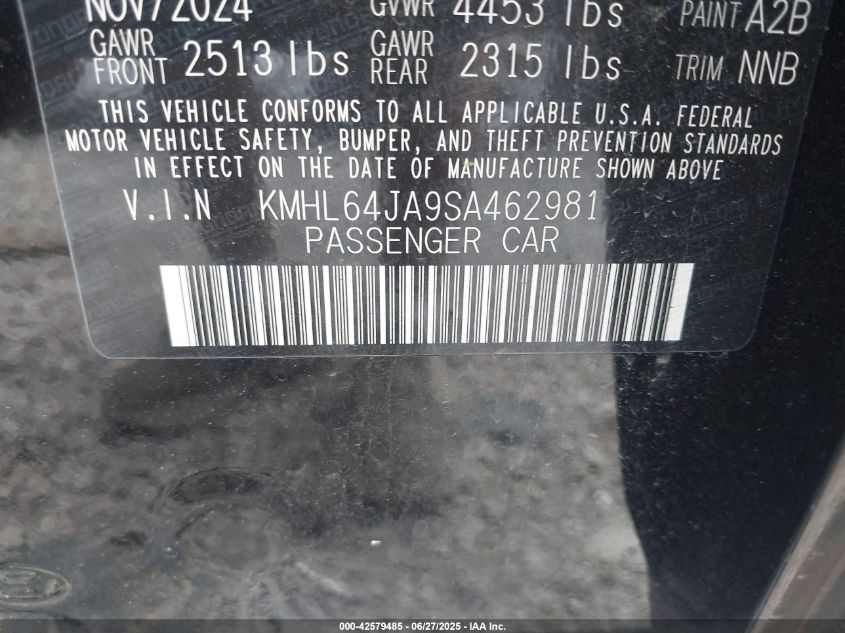 NOV/2024 GVWR 4453 lbs PAINT A2B
GAWR FRONT 2513 lbs GAWR REAR 2315 lbs TRIM NNB
THIS VEHICLE CONFORMS TO ALL APPLICABLE U.S.A. FEDERAL
MOTOR VEHICLE SAFETY, BUMPER, AND THEFT PREVENTION STANDARDS
IN EFFECT ON THE DATE OF MANUFACTURE SHOWN ABOVE
V.I.N KMHL64JA9SA462981
PASSENGER CAR
000-42579485 - 06/27/2025 - IAA Inc.